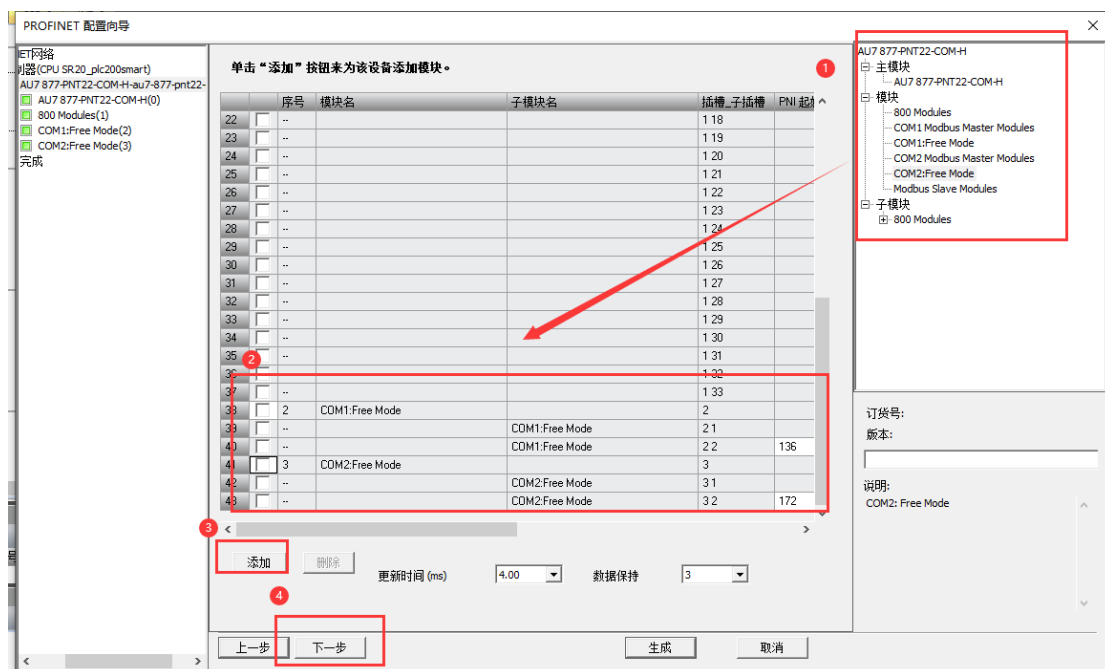 PROFINET 配置向导
AU7 877-PNT22-COM-H-au7-877-pnt22-
AU7 877-PNT22-COM-H(0)
800 Modules(1)
COM1:Free Mode(2)
COM2:Free Mode(3)
完成
单击“添加”按钮来为该设备添加模块。
序号 模块名 子模块名 插槽_子插槽 PNI
22 -- 1 18
23 -- 1 19
24 -- 1 20
25 -- 1 21
26 -- 1 22
27 -- 1 23
28 -- 1 24
29 -- 1 25
30 -- 1 26
31 -- 1 27
32 -- 1 28
33 -- 1 29
34 -- 1 30
35 -- 1 31
36 -- 1 32
37 -- 1 33
38 2 COM1:Free Mode 2
39 -- COM1:Free Mode 2 1
40 -- COM1:Free Mode 2 2 136
41 3 COM2:Free Mode 3
42 -- COM2:Free Mode 3 1
43 -- COM2:Free Mode 3 2 172
添加 删除
更新时间 (ms) 4.00 数据保持 3
上一步 下一步 生成 取消
1
2
3
4
AU7 877-PNT22-COM-H
主模块
AU7 877-PNT22-COM-H
模块
800 Modules
COM1 Modbus Master Modules
COM1:Free Mode
COM2 Modbus Master Modules
COM2:Free Mode
Modbus Slave Modules
子模块
800 Modules
订货号:
版本:
说明:
COM2: Free Mode